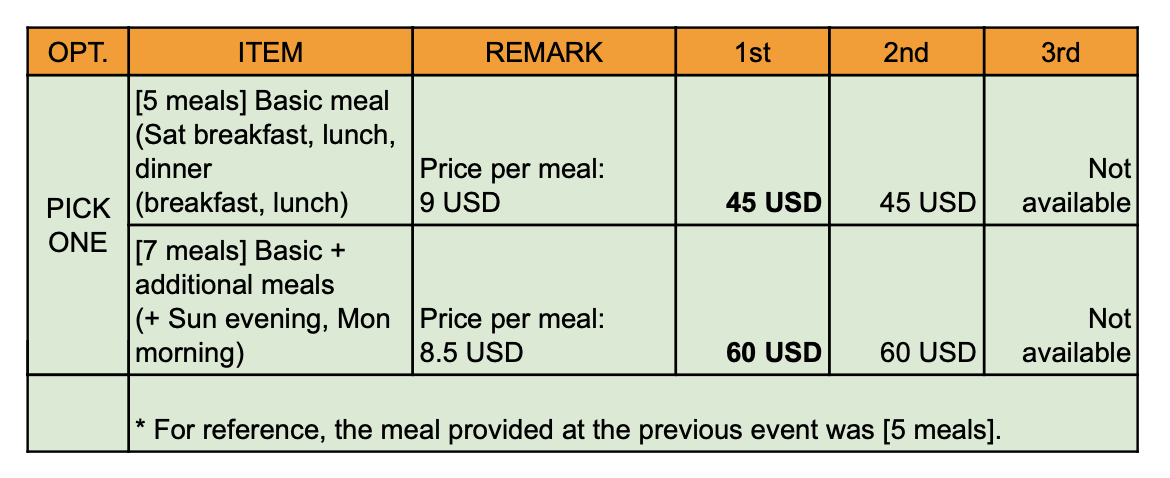 OPT. ITEM REMARK 1st 2nd 3rd
PICK
ONE
[5 meals] Basic meal
(Sat breakfast, lunch,
dinner
(breakfast, lunch)
Price per meal:
9 USD
45 USD
45 USD
Not
available
[7 meals] Basic +
additional meals
(+ Sun evening, Mon
morning)
Price per meal:
8.5 USD
60 USD
60 USD
Not
available
* For reference, the meal provided at the previous event was [5 meals].